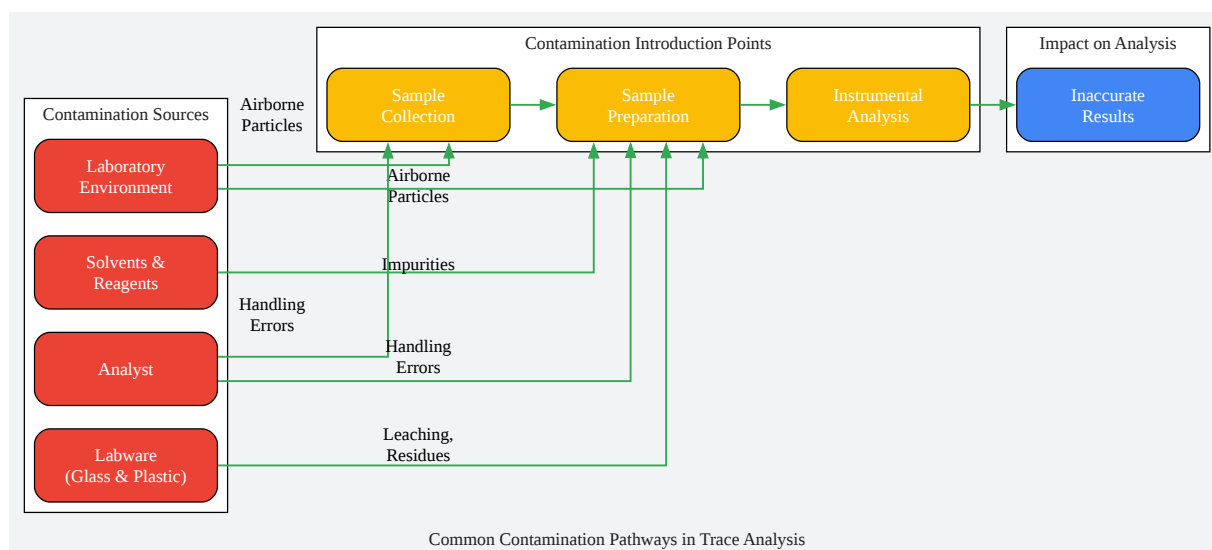 Contamination Introduction Points
Impact on Analysis
Sample
Collection
Sample
Preparation
Instrumental
Analysis
Inaccurate
Results
Contamination Sources
Airborne
Particles
Laboratory
Environment
Airborne
Particles
Solvents &
Reagents
Impurities
Handling
Errors
Analyst
Handling
Errors
Labware
(Glass & Plastic)
Leaching,
Residues
Common Contamination Pathways in Trace Analysis